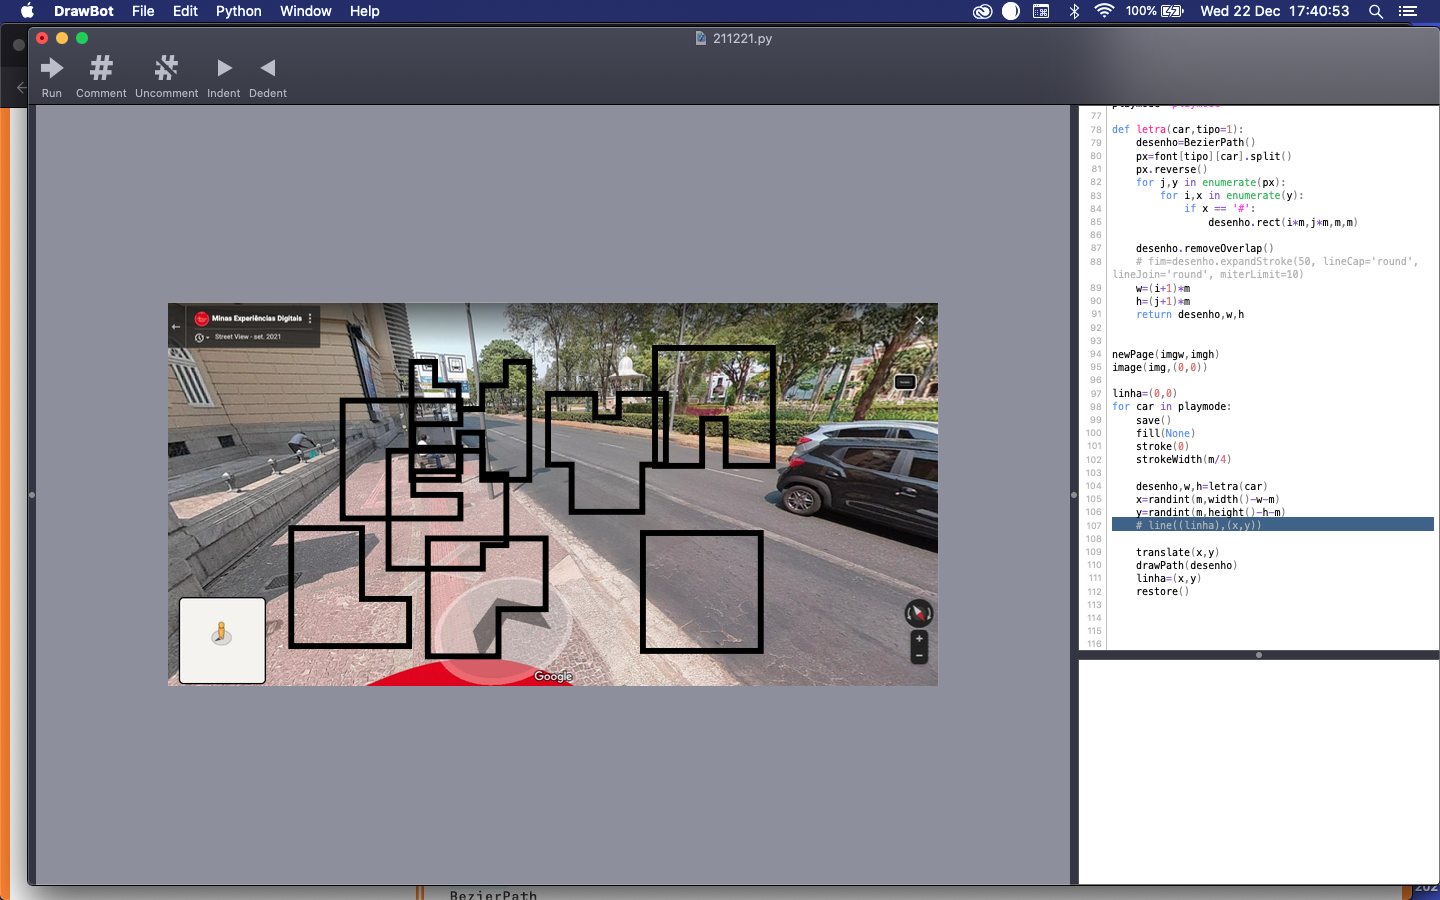 DrawBot File Edit Python Window Help 100% Wed 22 Dec 17:40:53
211221.py
Run Comment Uncomment Indent Dedent
Minas Experiências Digitais
Street View - set. 2021
Google
77
78 def letra(car,tipo=1):
79 desenho=BezierPath()
80 px=font[tipo][car].split()
81 px.reverse()
82 for j,y in enumerate(px):
83 for i,x in enumerate(y):
84 if x == '#':
85 desenho.rect(i*m,j*m,m,m)
86
87 desenho.removeOverlap()
88 # fim=desenho.expandStroke(50, lineCap='round',
lineJoin='round', miterLimit=10)
89 w=(i+1)*m
90 h=(j+1)*m
91 return desenho,w,h
92
93
94 newPage(imgw,imgh)
95 image(img,(0,0))
96
97 linha=(0,0)
98 for car in playmode:
99 save()
100 fill(None)
101 stroke(0)
102 strokeWidth(m/4)
103
104 desenho,w,h=letra(car)
105 x=randint(m,width()-w-m)
106 y=randint(m,height()-h-m)
107 # line((linha),(x,y))
108
109 translate(x,y)
110 drawPath(desenho)
111 linha=(x,y)
112 restore()
113
114
115
116
BezierPath
202